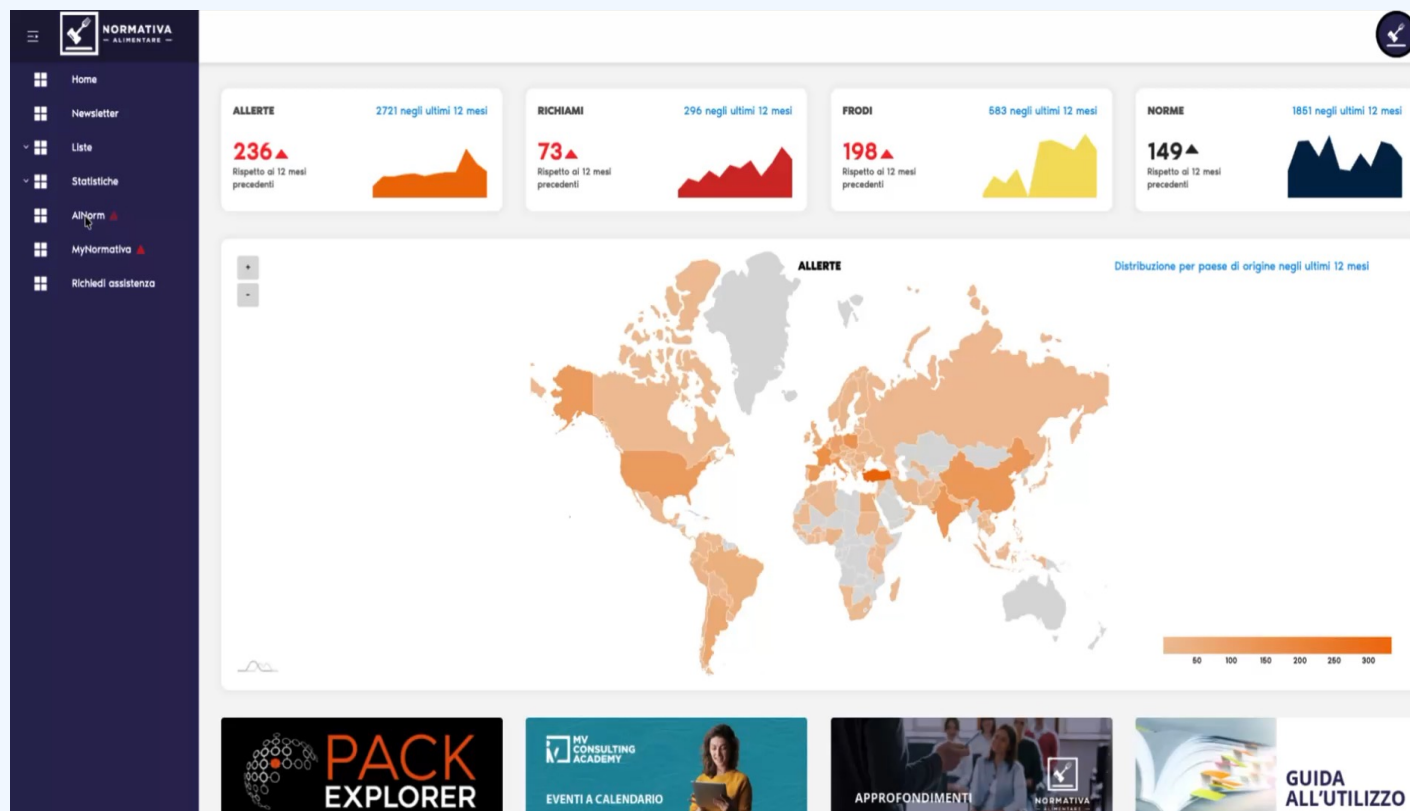 NORMATIVA
— ALIMENTARE —
Home
Newsletter
Liste
Statistiche
AINorm
MyNormativa
Richiedi assistenza
ALLERTE
2721 negli ultimi 12 mesi
236
Rispetto ai 12 mesi
precedenti
RICHIAMI
296 negli ultimi 12 mesi
73
Rispetto ai 12 mesi
precedenti
FRODI
583 negli ultimi 12 mesi
198
Rispetto ai 12 mesi
precedenti
NORME
1851 negli ultimi 12 mesi
149
Rispetto ai 12 mesi
precedenti
+
-
ALLERTE
Distribuzione per paese di origine negli ultimi 12 mesi
50 100 150 200 250 300
PACK
EXPLORER
MV
CONSULTING
ACADEMY
EVENTI A CALENDARIO
APPROFONDIMENTI
NORMATIVA
— ALIMENTARE —
GUIDA
ALL'UTILIZZO